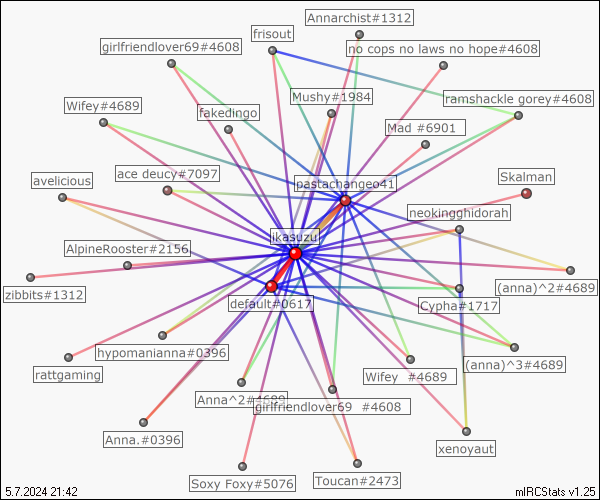 Annarchist#1312
frisout
girlfriendlover69#4608
no cops no laws no hope#4608
Mushy#1984
ramshackle gorey#4608
Wifey#4689
fakedingo
Mad #6901
ace deucy#7097
pastachangeo41
Skalman
avelicious
neokingghidorah
ikasuzu
AlpineRooster#2156
zibbits#1312
(anna)^2#4689
default#0617
Cypha#1717
hypomanianna#0396
(anna)^3#4689
rattgaming
Wifey #4689
Anna^2#4689
girlfriendlover69 #4608
Anna.#0396
xenoyaut
Soxy Foxy#5076
Toucan#2473
5.7.2024 21:42
mIRCStats v1.25